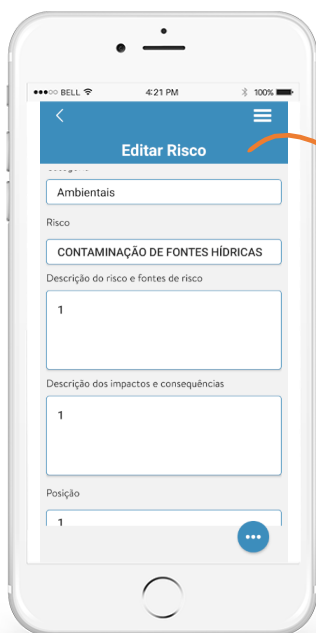 BELL 4:21 PM 100%
Editar Risco
Ambientais
Risco
CONTAMINAÇÃO DE FONTES HÍDRICAS
Descrição do risco e fontes de risco
1
Descrição dos impactos e consequências
1
Posição
1